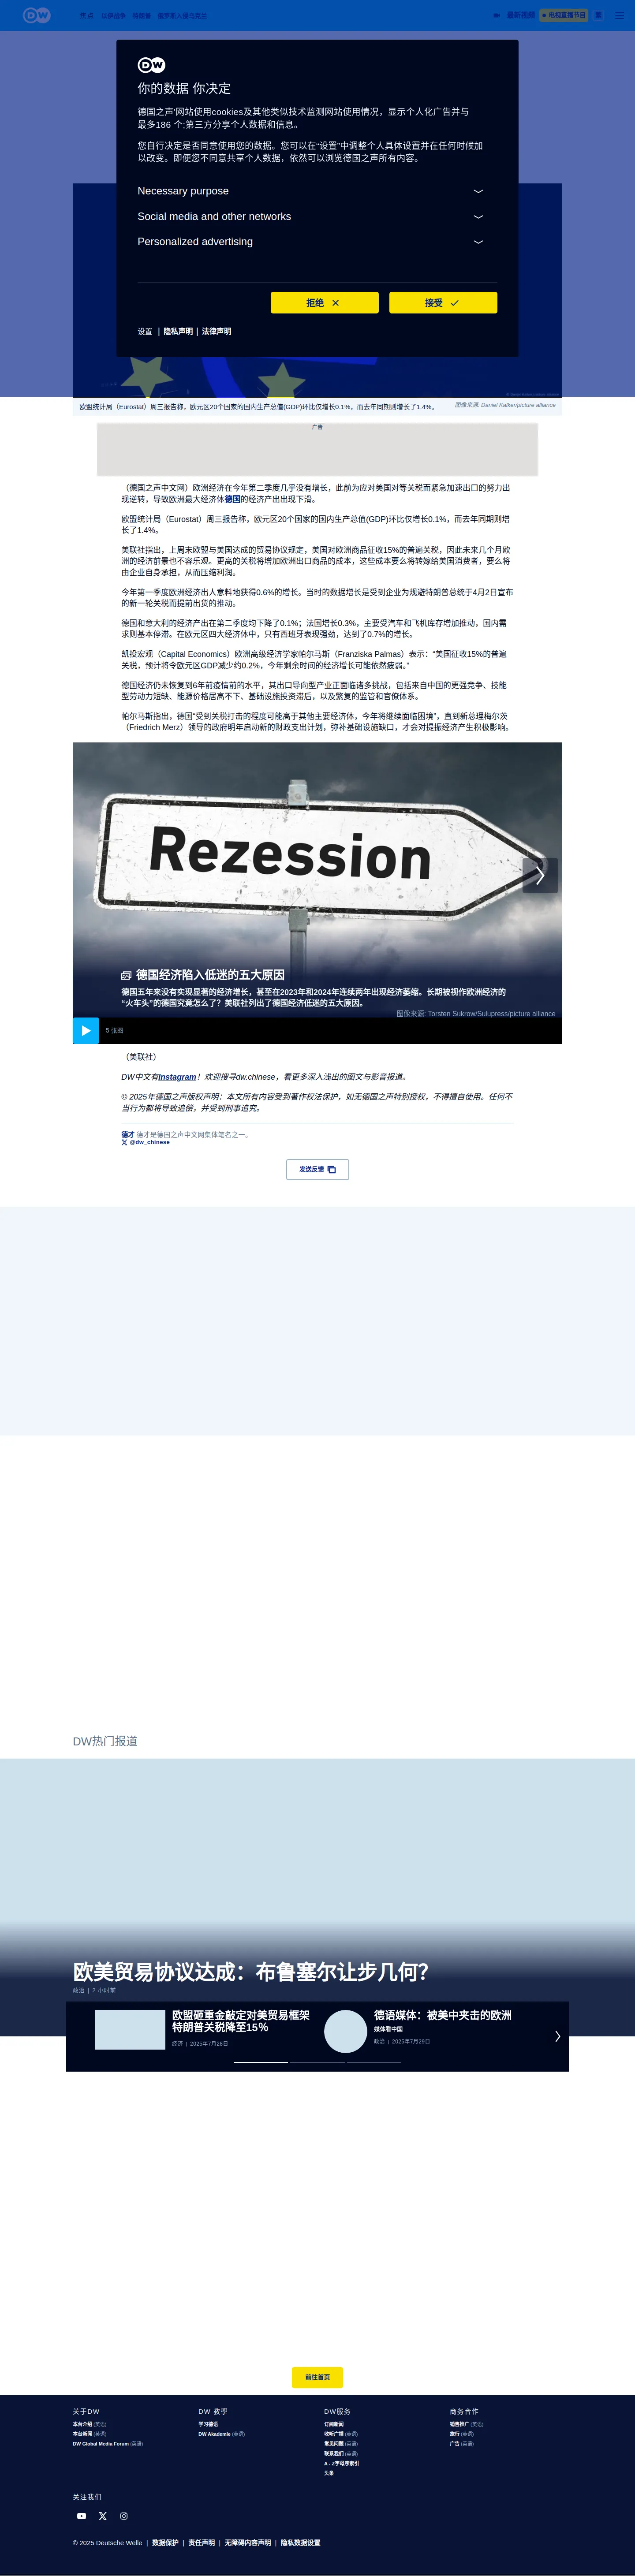 热点 以伊战争 特朗普 俄罗斯入侵乌克兰
最新视频 电视直播节目 繁
DW
你的数据 你决定
德国之声'网站使用cookies及其他类似技术监测网站使用情况，显示个人化广告并与
最多186 个;第三方分享个人数据和信息。
您自行决定是否同意使用您的数据。您可以在“设置”中调整个人具体设置并在任何时候加
以改变。即便您不同意共享个人数据，依然可以浏览德国之声所有内容。
Necessary purpose
Social media and other networks
Personalized advertising
拒绝 接受
设置 | 隐私声明 | 法律声明
欧盟统计局（Eurostat）周三报告称，欧元区20个国家的国内生产总值(GDP)环比仅增长0.1%，而去年同期则增长了1.4%。
图像来源: Daniel Kalker/picture alliance
广告
（德国之声中文网）欧洲经济在今年第二季度几乎没有增长，此前为应对美国对等关税而紧急加速出口的努力出
现逆转，导致欧洲最大经济体德国的经济产出出现下滑。
欧盟统计局（Eurostat）周三报告称，欧元区20个国家的国内生产总值(GDP)环比仅增长0.1%，而去年同期则增
长了1.4%。
美联社指出，上周末欧盟与美国达成的贸易协议规定，美国对欧洲商品征收15%的普遍关税，因此未来几个月欧
洲的经济前景也不容乐观。更高的关税将增加欧洲出口商品的成本，这些成本要么将转嫁给美国消费者，要么将
由企业自身承担，从而压缩利润。
今年第一季度欧洲经济出人意料地获得0.6%的增长。当时的数据增长是受到企业为规避特朗普总统于4月2日宣布
的新一轮关税而提前出货的推动。
德国和意大利的经济产出在第二季度均下降了0.1%；法国增长0.3%，主要受汽车和飞机库存增加推动，国内需
求则基本停滞。在欧元区四大经济体中，只有西班牙表现强劲，达到了0.7%的增长。
凯投宏观（Capital Economics）欧洲高级经济学家帕尔马斯（Franziska Palmas）表示：“美国征收15%的普遍
关税，预计将令欧元区GDP减少约0.2%，今年剩余时间的经济增长可能依然疲弱。”
德国经济仍未恢复到6年前疫情前的水平，其出口导向型产业正面临诸多挑战，包括来自中国的更强竞争、技能
型劳动力短缺、能源价格居高不下、基础设施投资滞后，以及繁复的监管和官僚体系。
帕尔马斯指出，德国“受到关税打击的程度可能高于其他主要经济体，今年将继续面临困境”，直到新总理梅尔茨
（Friedrich Merz）领导的政府明年启动新的财政支出计划，弥补基础设施缺口，才会对提振经济产生积极影响。
Rezession
德国经济陷入低迷的五大原因
德国五年来没有实现显著的经济增长，甚至在2023年和2024年连续两年出现经济萎缩。长期被视作欧洲经济的
“火车头”的德国究竟怎么了？美联社列出了德国经济低迷的五大原因。
图像来源: Torsten Sukrow/Sulupress/picture alliance
5 张图
（美联社）
DW中文有Instagram！欢迎搜寻dw.chinese，看更多深入浅出的图文与影音报道。
© 2025年德国之声版权声明：本文所有内容受到著作权法保护，如无德国之声特别授权，不得擅自使用。任何不
当行为都将导致追偿，并受到刑事追究。
德才 德才是德国之声中文网集体笔名之一。
@dw_chinese
发送反馈
DW热门报道
欧美贸易协议达成：布鲁塞尔让步几何？
政治 | 2 小时前
欧盟砸重金敲定对美贸易框架 德语媒体：被美中夹击的欧洲
特朗普关税降至15% 媒体看中国
经济 | 2025年7月28日 政治 | 2025年7月29日
前往首页
关于DW DW 教學 DW服务 商务合作
本台介绍 (英语) 学习德语 订阅新闻 销售推广 (英语)
本台新闻 (英语) DW Akademie (英语) 收听广播 (英语) 旅行 (英语)
DW Global Media Forum (英语) 常见问题 (英语) 广告 (英语)
联系我们 (英语)
A - Z字母序索引
头条
关注我们
© 2025 Deutsche Welle | 数据保护 | 责任声明 | 无障碍内容声明 | 隐私数据设置